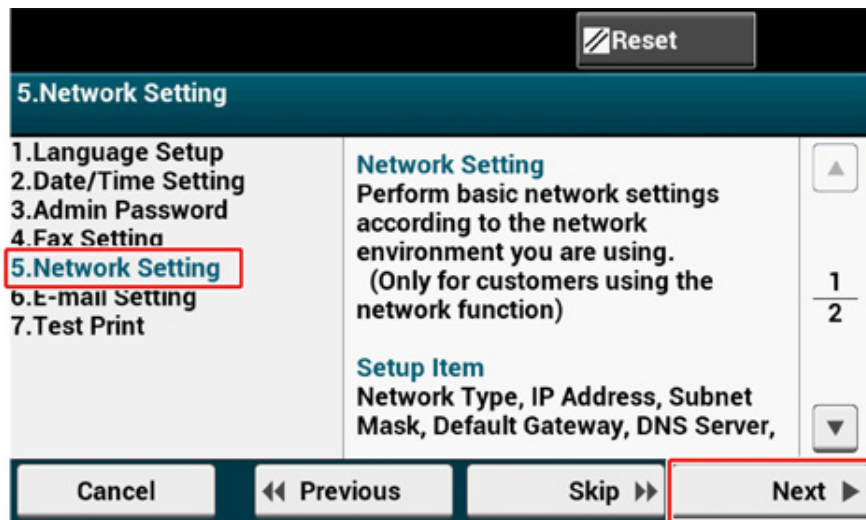 Reset
5.Network Setting
1.Language Setup
2.Date/Time Setting
3.Admin Password
4.Fax Setting
5.Network Setting
6.E-mail Setting
7.Test Print
Network Setting
Perform basic network settings
according to the network
environment you are using.
(Only for customers using the
network function)
Setup Item
Network Type, IP Address, Subnet
Mask, Default Gateway, DNS Server,
1
2
Cancel
Previous
Skip
Next